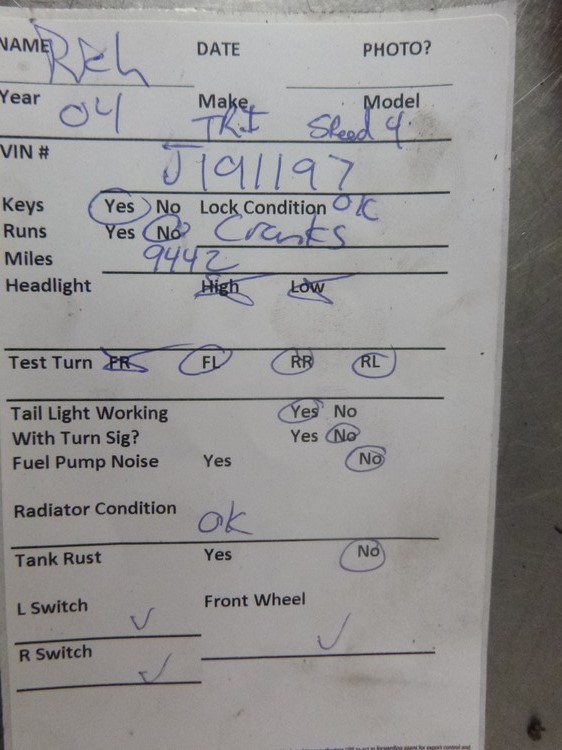 NAME DATE PHOTO?
Year 04 Make TRI Model Speed 4
VIN # J191197
Keys Yes No Lock Condition OK
Runs Yes No Cranks
Miles 9442
Headlight High Low
Test Turn FR FL RR RL
Tail Light Working Yes No
With Turn Sig? Yes No
Fuel Pump Noise Yes No
Radiator Condition OK
Tank Rust Yes No
L Switch ✓ Front Wheel ✓
R Switch ✓